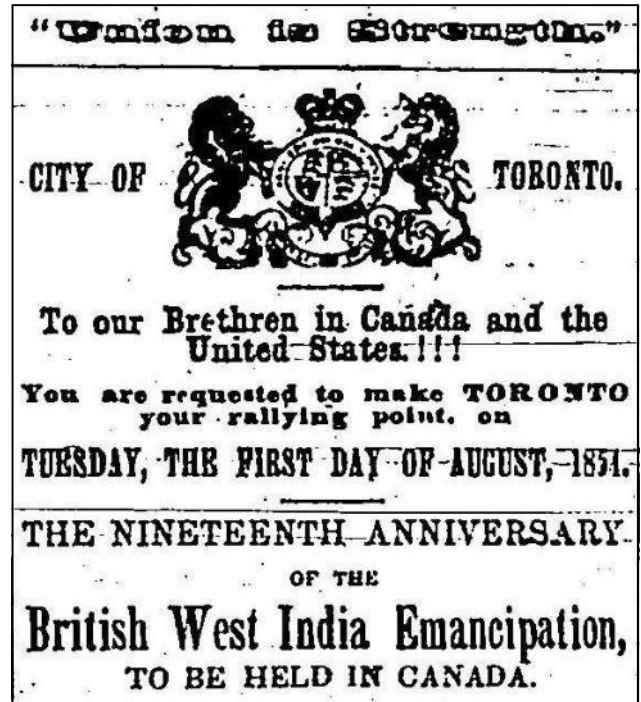 "Union is Strength."
CITY OF TORONTO.
To our Brethren in Canada and the
United States!!!
You are requested to make TORONTO
your rallying point, on
TUESDAY, THE FIRST DAY OF AUGUST, 1854.
THE NINETEENTH ANNIVERSARY
OF THE
British West India Emancipation,
TO BE HELD IN CANADA.